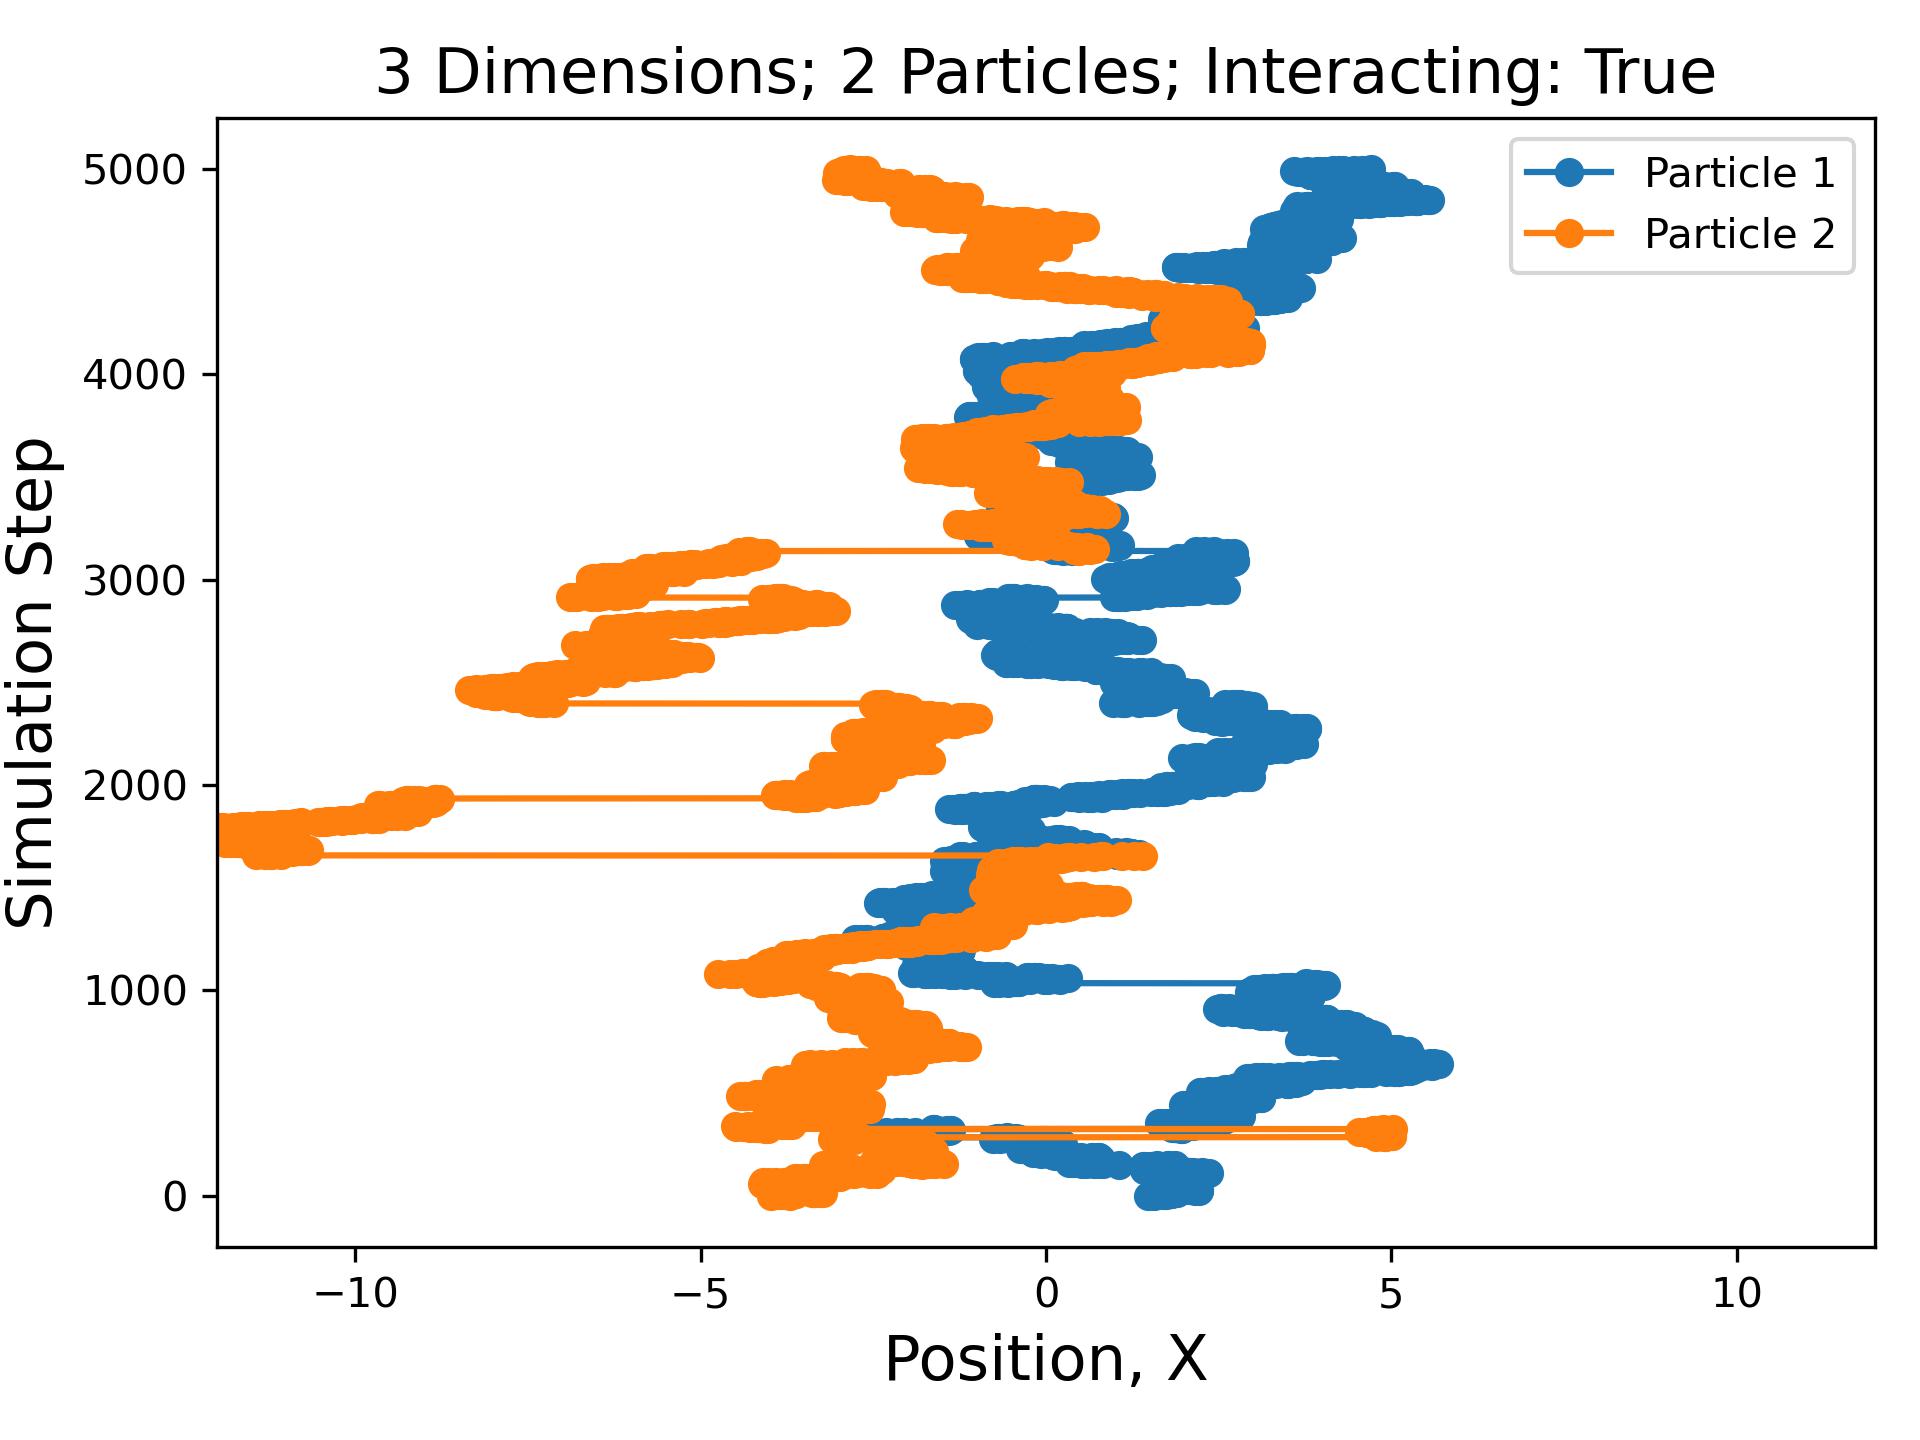 3 Dimensions; 2 Particles; Interacting: True
Particle 1
Particle 2
5000
4000
3000
2000
1000
0
Simulation Step
−10
−5
0
5
10
Position, X